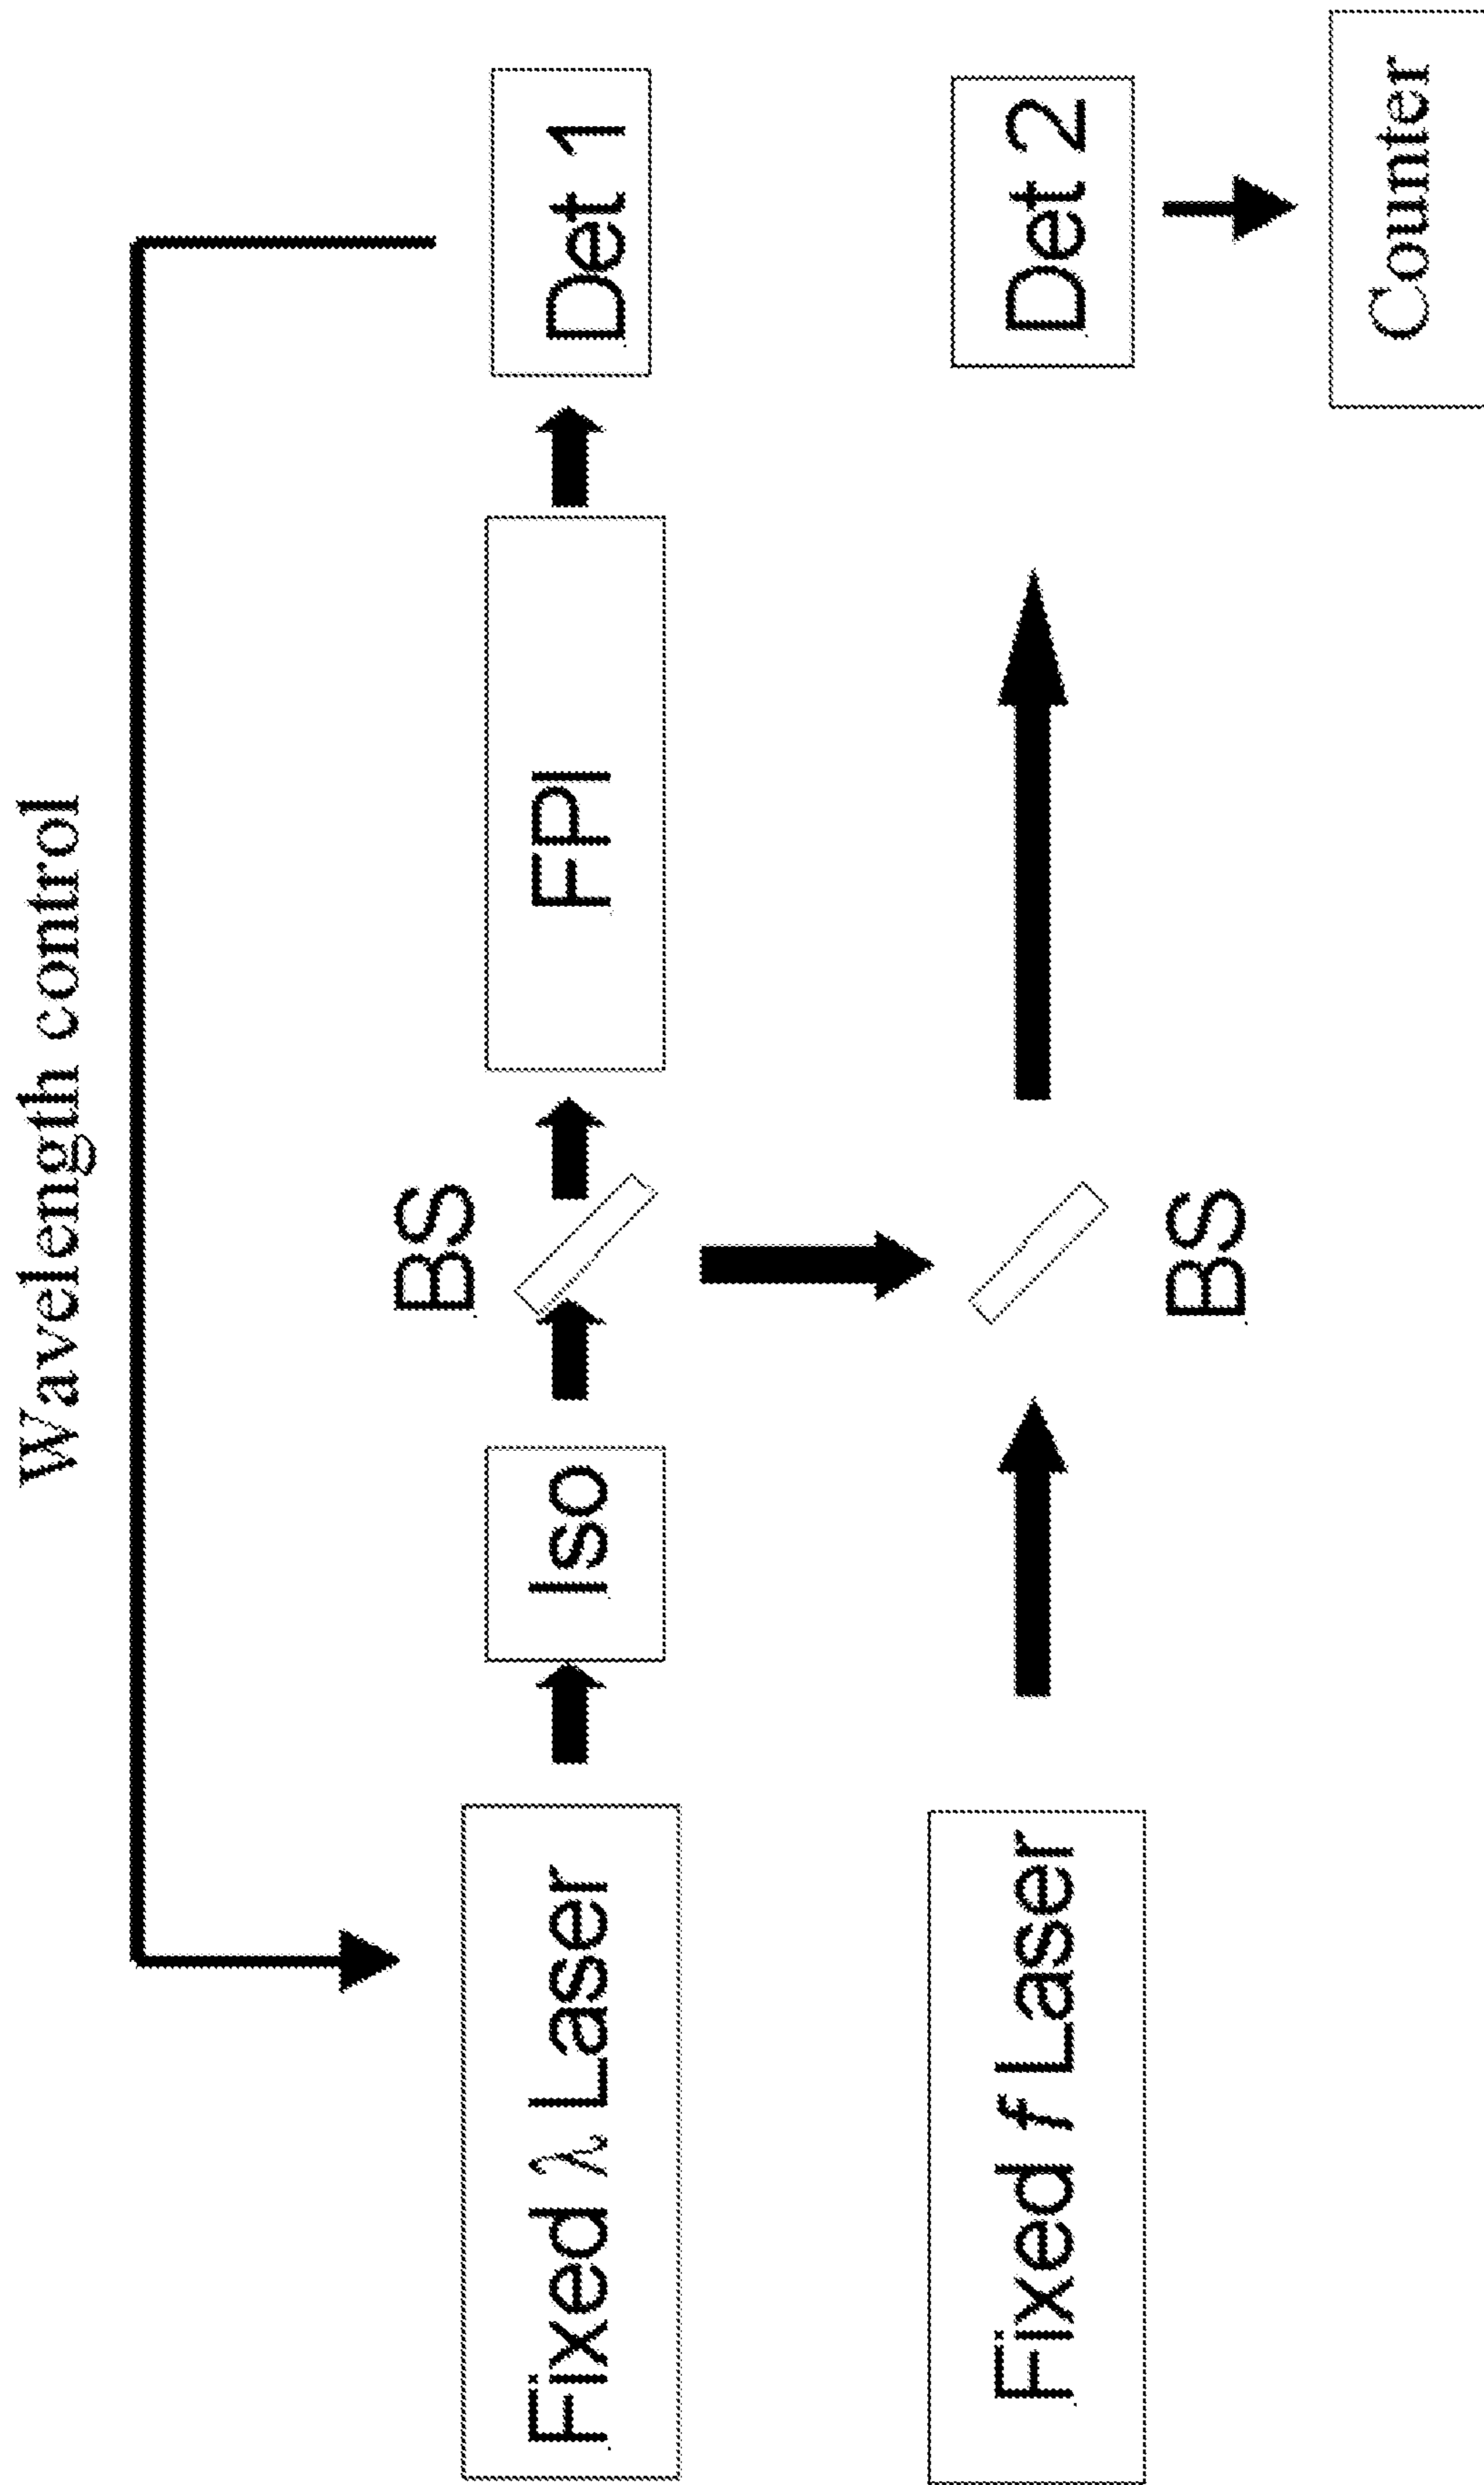 Wavelength control
BS
Fixed λ Laser
Iso
FPI
Det 1
Fixed f Laser
Det 2
BS
Counter